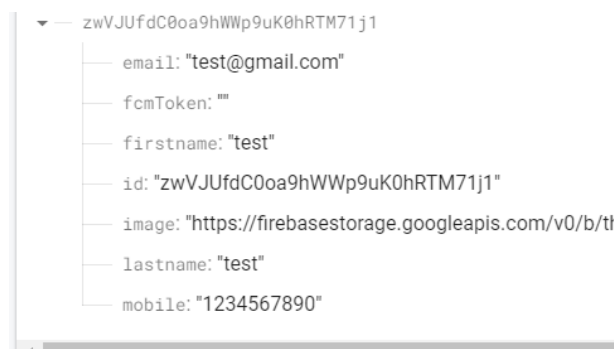 zwVJUfdC0oa9hWWp9uK0hRTM71j1
email: "test@gmail.com"
fcmToken: ""
firstname: "test"
id: "zwVJUfdC0oa9hWWp9uK0hRTM71j1"
image: "https://firebasestorage.googleapis.com/v0/b/th
lastname: "test"
mobile: "1234567890"